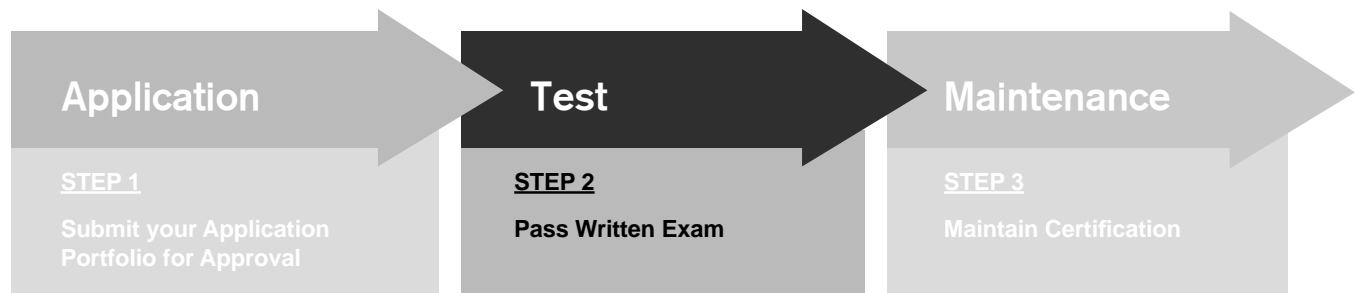 Application
STEP 1
Submit your Application
Portfolio for Approval
Test
STEP 2
Pass Written Exam
Maintenance
STEP 3
Maintain Certification